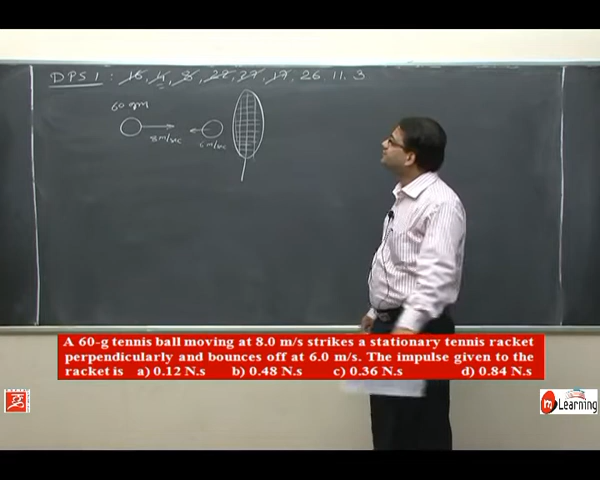 DPS 1 : 16, 4, 8, 22, 27, 17, 26. 11. 3
60 gm
8 m/sec
6 m/sec
A 60-g tennis ball moving at 8.0 m/s strikes a stationary tennis racket
perpendicularly and bounces off at 6.0 m/s. The impulse given to the
racket is a) 0.12 N.s b) 0.48 N.s c) 0.36 N.s d) 0.84 N.s
m Learning